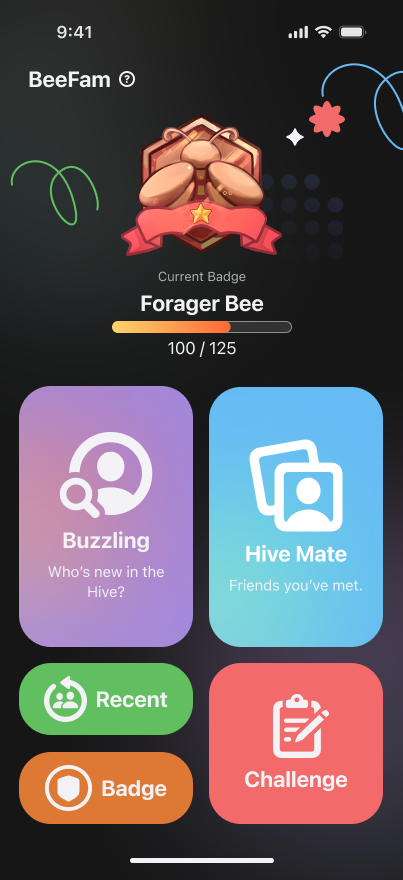 9:41
BeeFam ?
Current Badge
Forager Bee
100 / 125
Buzzling
Who's new in the
Hive?
Hive Mate
Friends you've met.
Recent
Badge
Challenge